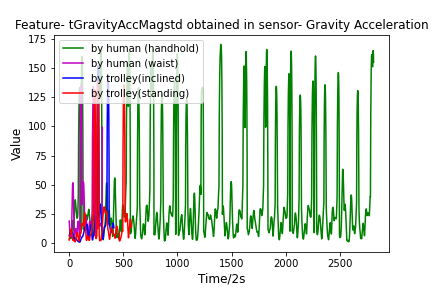 Feature- tGravityAccMagstd obtained in sensor- Gravity Acceleration
175
150
125
100
75
50
25
0
Value
by human (handhold)
by human (waist)
by trolley(inclined)
by trolley(standing)
0 500 1000 1500 2000 2500
Time/2s